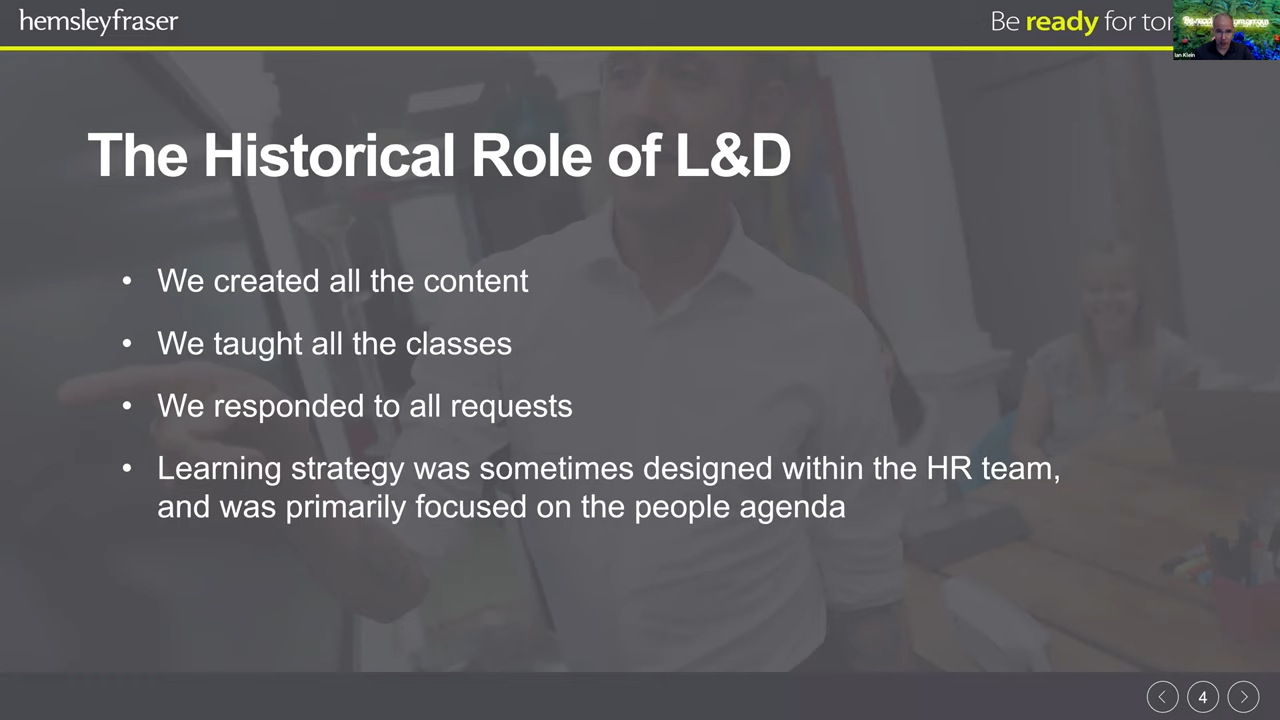 hemsleyfraser
Be ready for tor
Ian Klein
The Historical Role of L&D
• We created all the content
• We taught all the classes
• We responded to all requests
• Learning strategy was sometimes designed within the HR team,
and was primarily focused on the people agenda
4